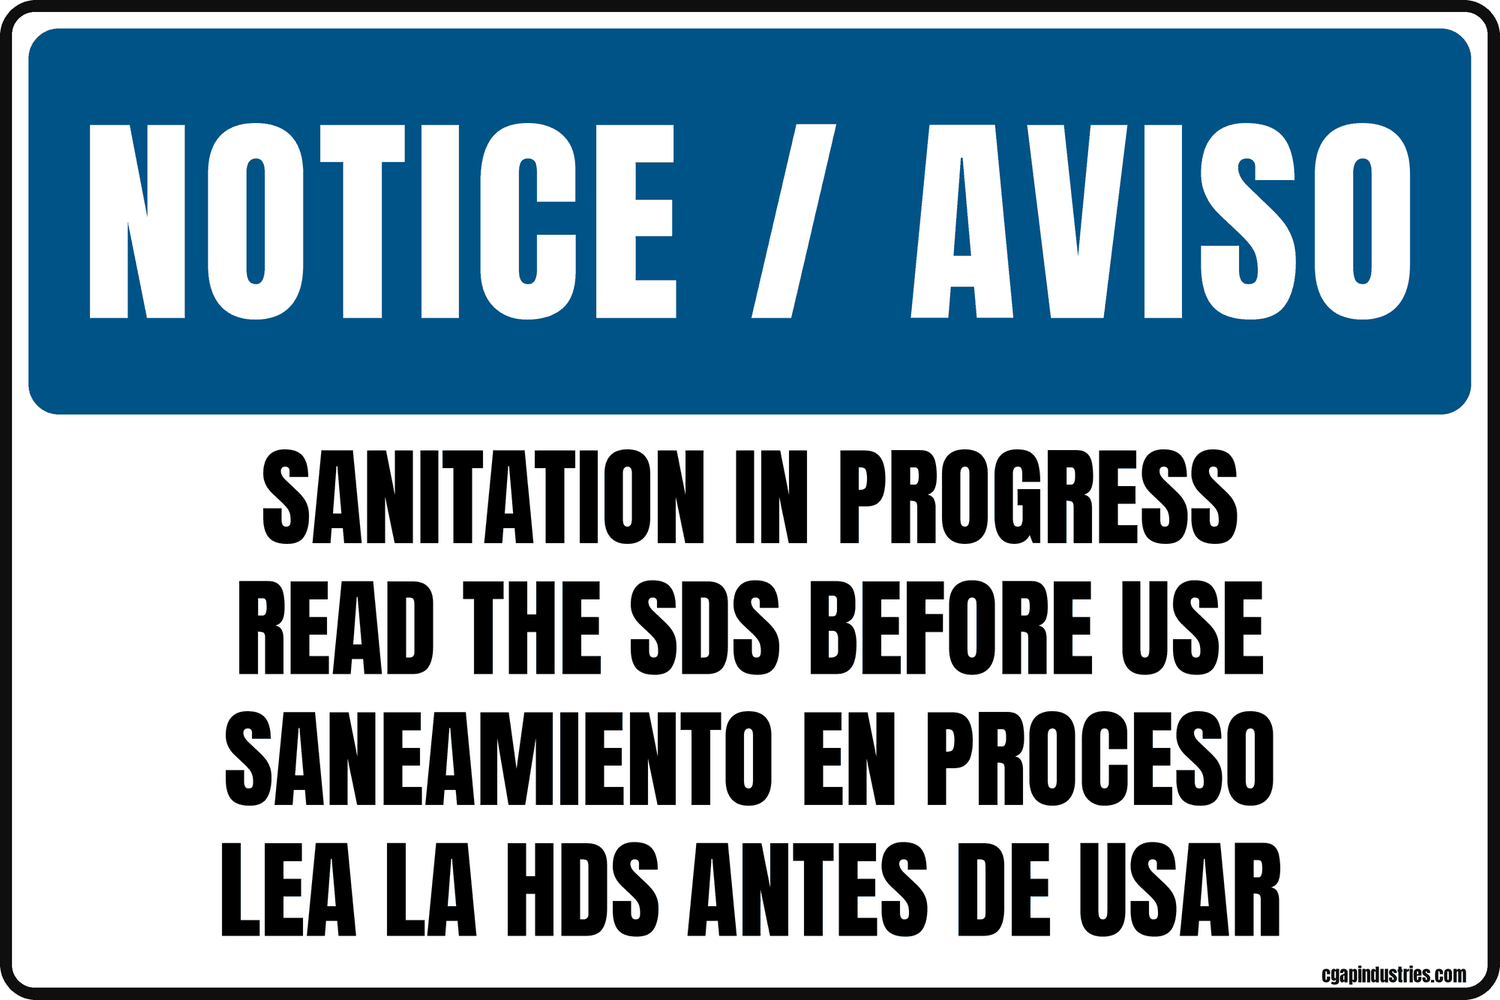 NOTICE / AVISO
SANITATION IN PROGRESS
READ THE SDS BEFORE USE
SANEAMIENTO EN PROCESO
LEA LA HDS ANTES DE USAR
cgapindustries.com